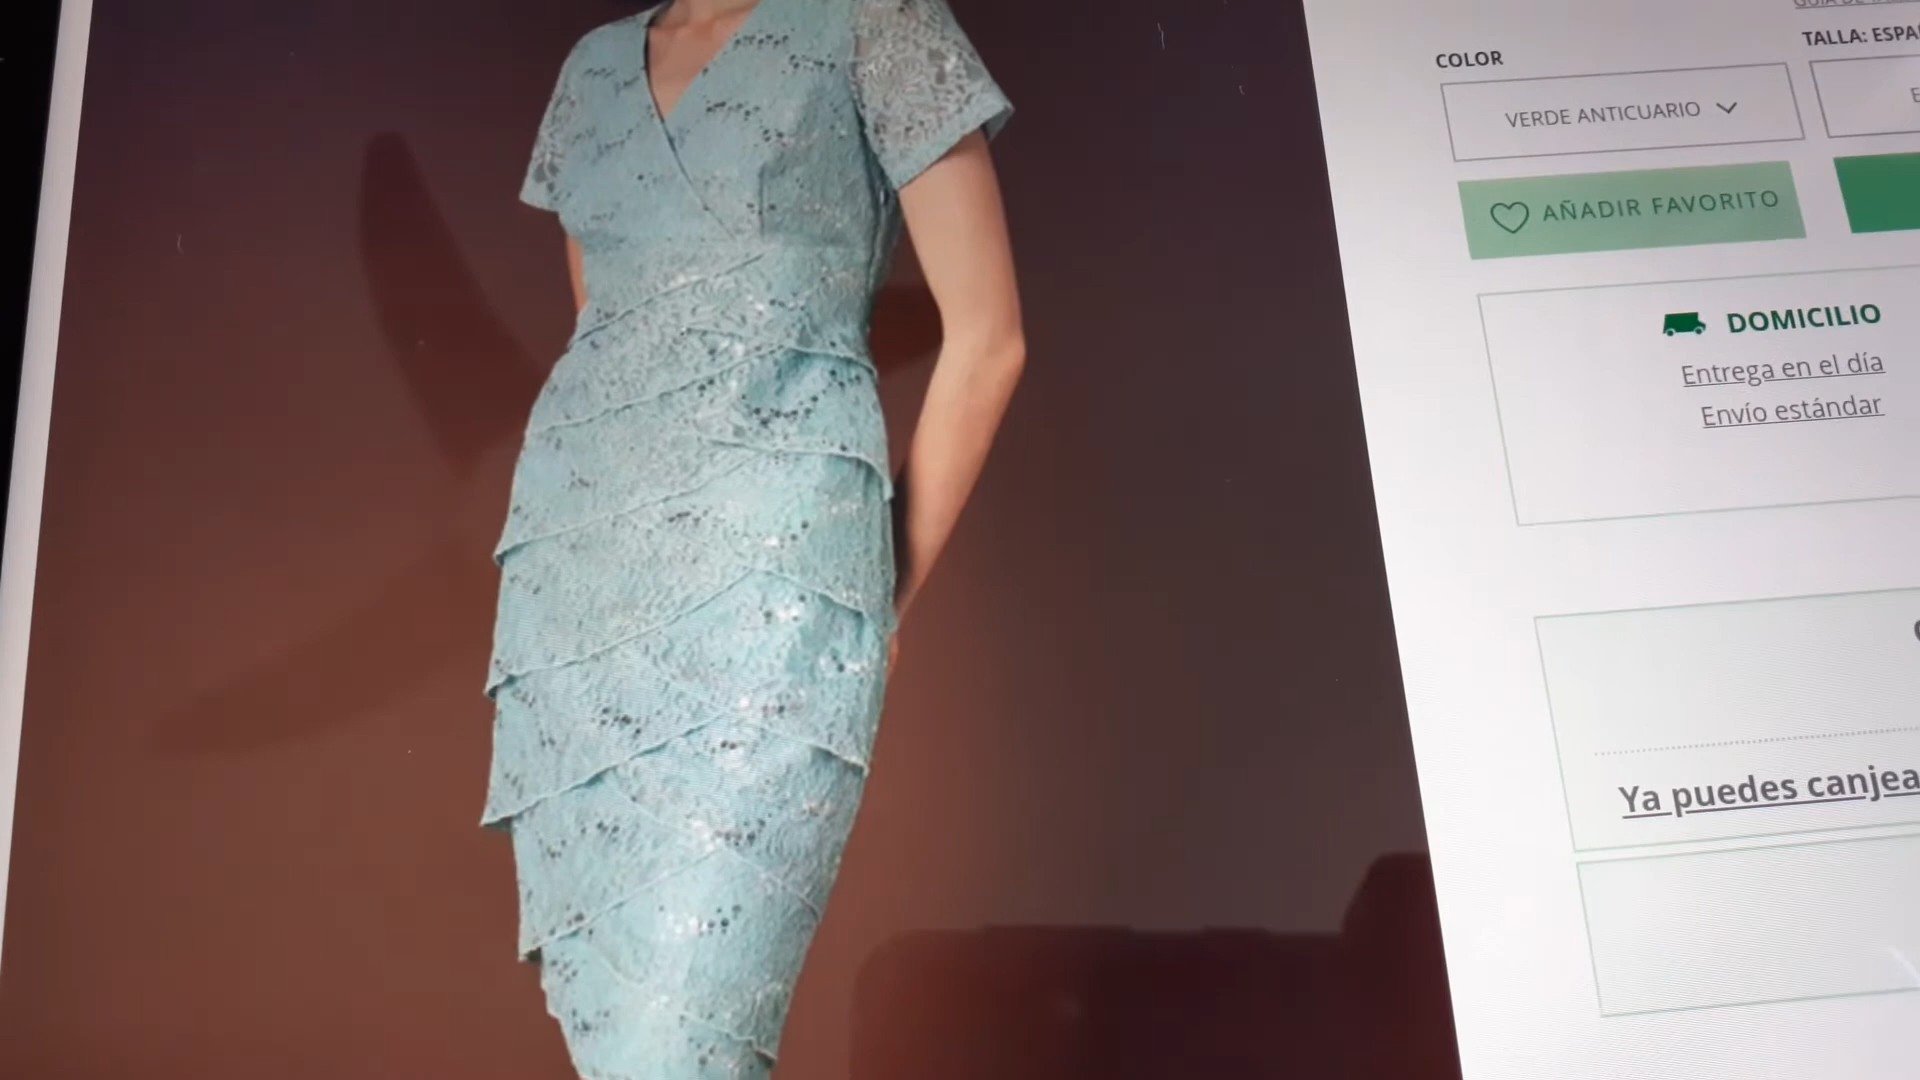 COLOR
TALLA: ESPA
VERDE ANTICUARIO
AÑADIR FAVORITO
DOMICILIO
Entrega en el día
Envío estándar
Ya puedes canjea